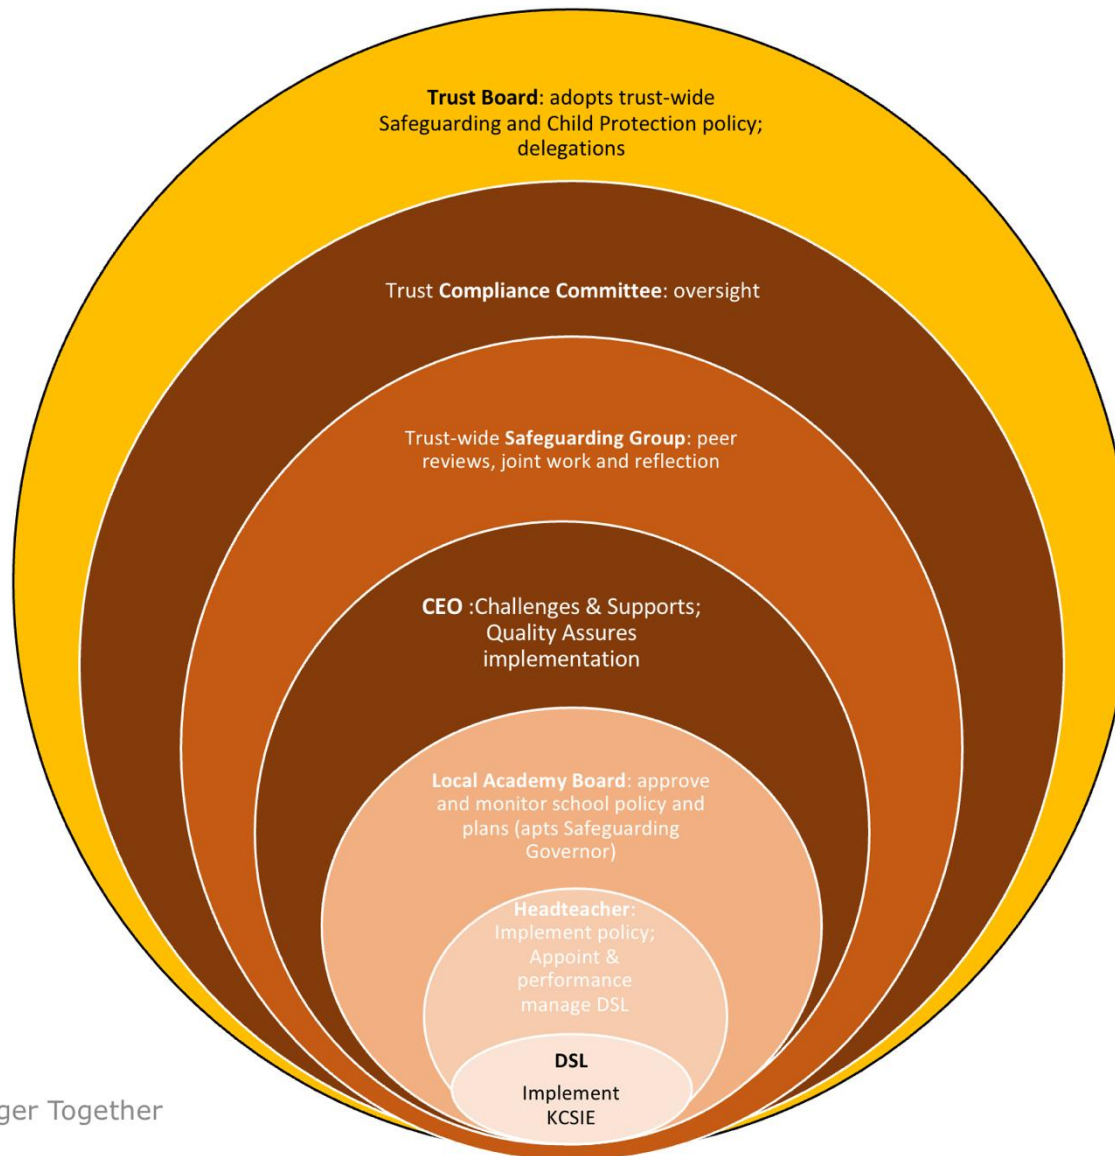 Trust Board: adopts trust-wide
Safeguarding and Child Protection policy;
delegations
Trust Compliance Committee: oversight
Trust-wide Safeguarding Group: peer
reviews, joint work and reflection
CEO :Challenges & Supports;
Quality Assures
implementation
Local Academy Board: approve
and monitor school policy and
plans (apts Safeguarding
Governor)
Headteacher:
Implement policy;
Appoint &
performance
manage DSL
DSL
Implement
KCSIE
ger Together